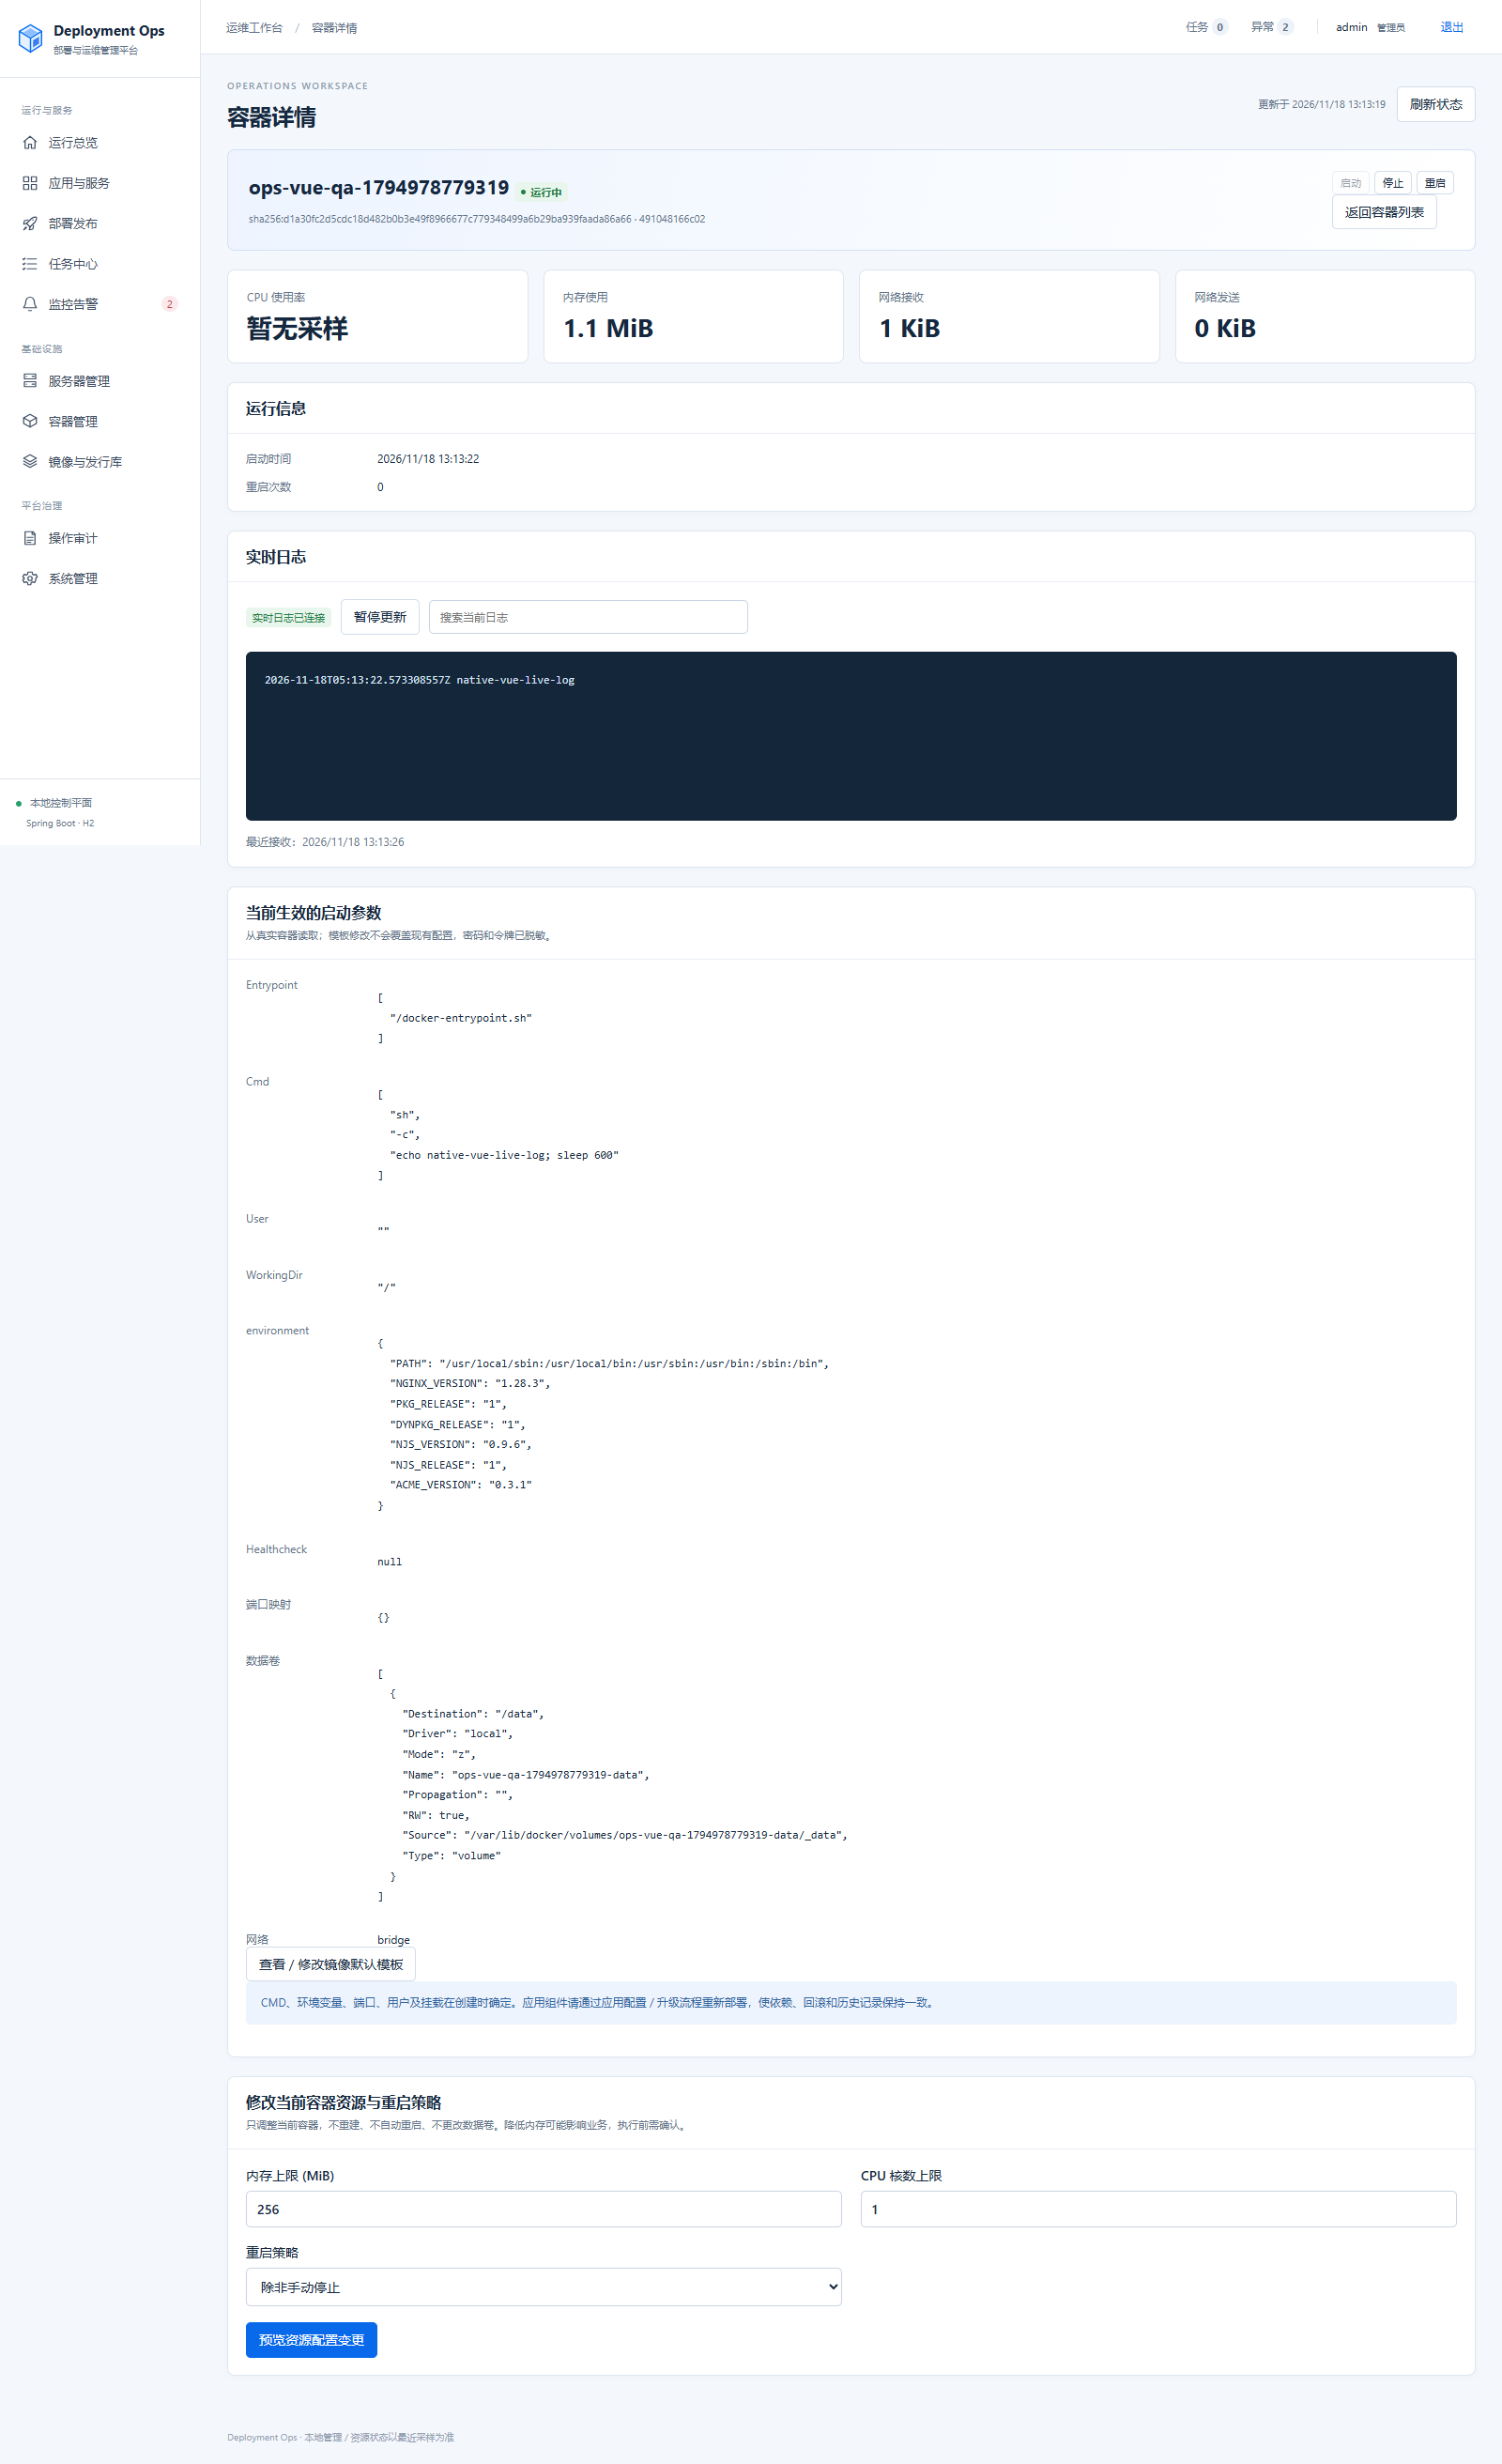 Deployment Ops
部署与运维管理平台
运行与服务
运行总览
应用与服务
部署发布
任务中心
监控告警 2
基础设施
服务器管理
容器管理
镜像与发行库
平台治理
操作审计
系统管理
本地控制平面
Spring Boot · H2
运维工作台 / 容器详情
任务 0 异常 2 admin 管理员 退出
OPERATIONS WORKSPACE
容器详情
更新于 2026/11/18 13:13:19 刷新状态
ops-vue-qa-1794978779319 运行中
sha256:d1a30fc2d5cdc18d482b0b3e49f8966677c779348499a6b29ba939faada86a66 · 491048166c02
启动 停止 重启
返回容器列表
CPU 使用率
暂无采样
内存使用
1.1 MiB
网络接收
1 KiB
网络发送
0 KiB
运行信息
启动时间 2026/11/18 13:13:22
重启次数 0
实时日志
实时日志已连接 暂停更新 搜索当前日志
2026-11-18T05:13:22.573308557Z native-vue-live-log
最近接收：2026/11/18 13:13:26
当前生效的启动参数
从真实容器读取；模板修改不会覆盖现有配置，密码和令牌已脱敏。
Entrypoint
[
"/docker-entrypoint.sh"
]
Cmd
[
"sh",
"-c",
"echo native-vue-live-log; sleep 600"
]
User
""
WorkingDir
"/"
environment
{
"PATH": "/usr/local/sbin:/usr/local/bin:/usr/sbin:/usr/bin:/sbin:/bin",
"NGINX_VERSION": "1.28.3",
"PKG_RELEASE": "1",
"DYNPKG_RELEASE": "1",
"NJS_VERSION": "0.9.6",
"NJS_RELEASE": "1",
"ACME_VERSION": "0.3.1"
}
Healthcheck
null
端口映射
{}
数据卷
[
{
"Destination": "/data",
"Driver": "local",
"Mode": "z",
"Name": "ops-vue-qa-1794978779319-data",
"Propagation": "",
"RW": true,
"Source": "/var/lib/docker/volumes/ops-vue-qa-1794978779319-data/_data",
"Type": "volume"
}
]
网络 bridge
查看 / 修改镜像默认模板
CMD、环境变量、端口、用户及挂载在创建时确定。应用组件请通过应用配置 / 升级流程重新部署，使依赖、回滚和历史记录保持一致。
修改当前容器资源与重启策略
只调整当前容器，不重建、不自动重启、不更改数据卷。降低内存可能影响业务，执行前需确认。
内存上限 (MiB)
256
CPU 核数上限
1
重启策略
除非手动停止
预览资源配置变更
Deployment Ops · 本地管理 / 资源状态以最近采样为准